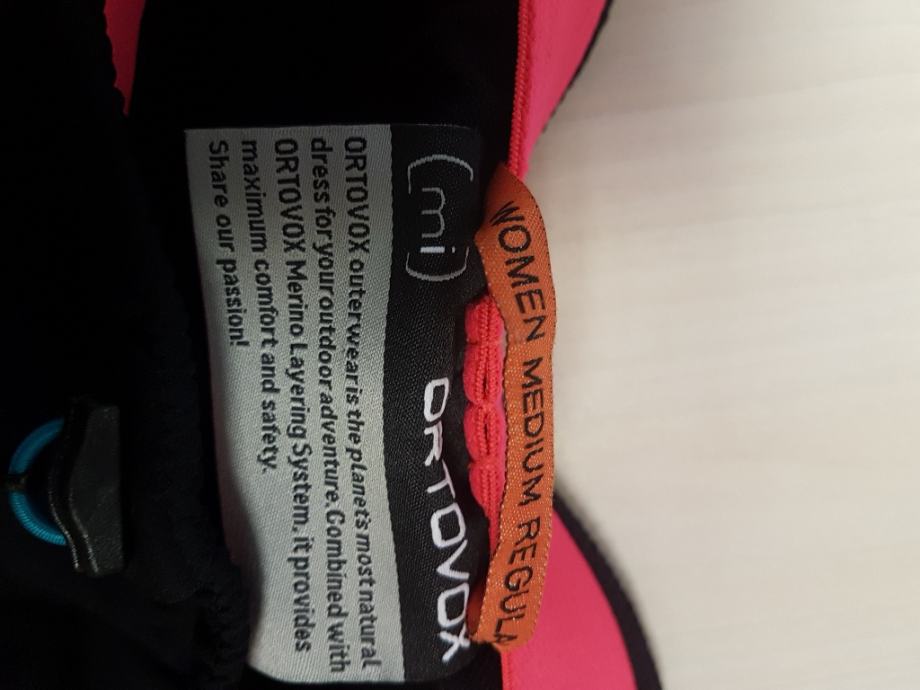 WOMEN MEDIUM REGULA
(mi) ORTOVOX
ORTOVOX outerwear is the planet's most natural
dress for your outdoor adventure. Combined with
ORTOVOX Merino Layering System, it provides
maximum comfort and safety.
Share our passion!